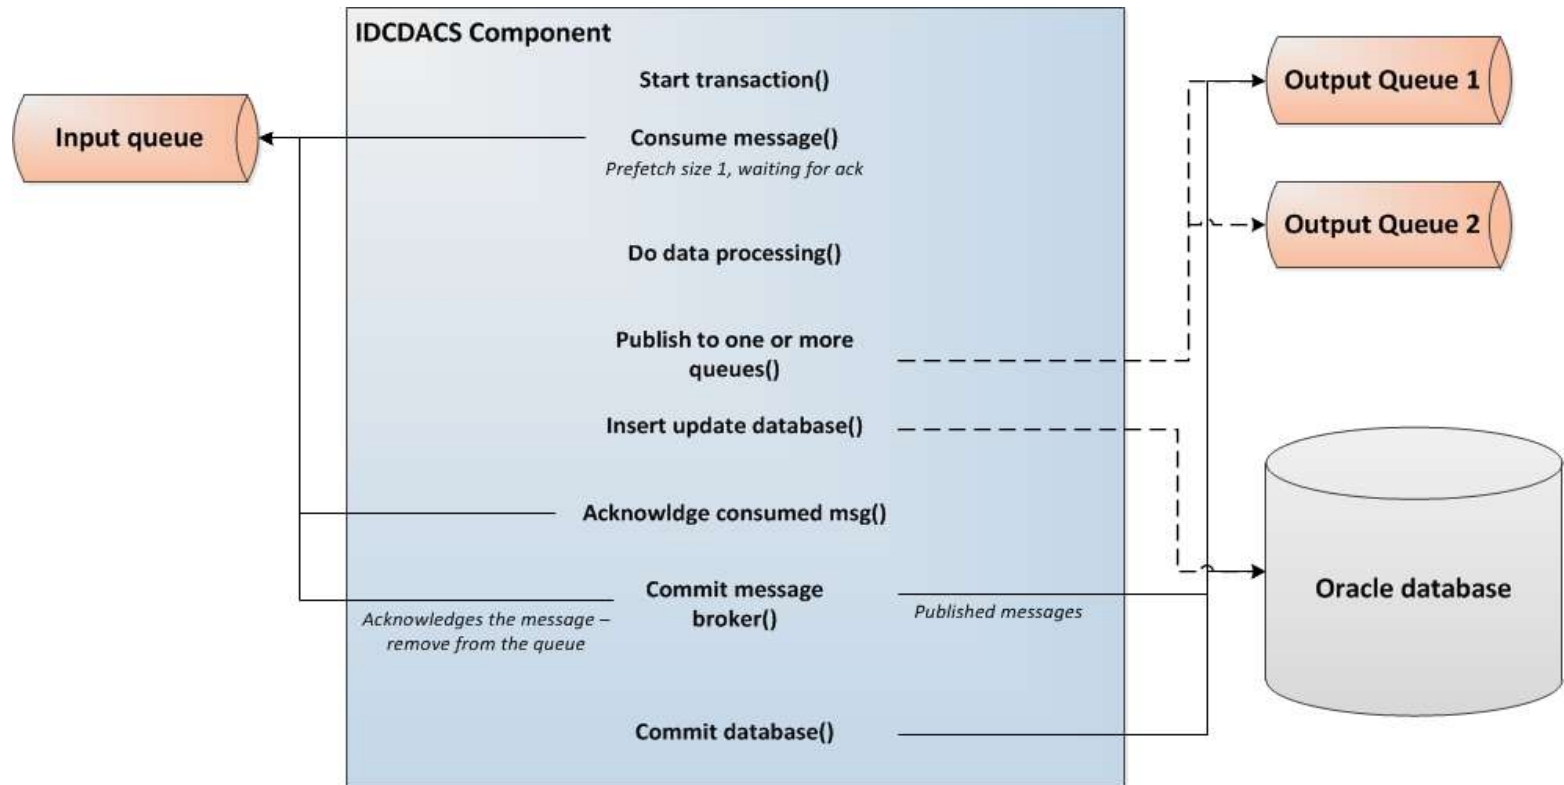 IDCDACS Component
Start transaction()
Output Queue 1
Input queue
Consume message()
Prefetch size 1, waiting for ack
Output Queue 2
Do data processing()
Publish to one or more
queues()
Insert update database()
Acknowldge consumed msg()
Commit message
broker()
Acknowledges the message –
remove from the queue
Published messages
Oracle database
Commit database()